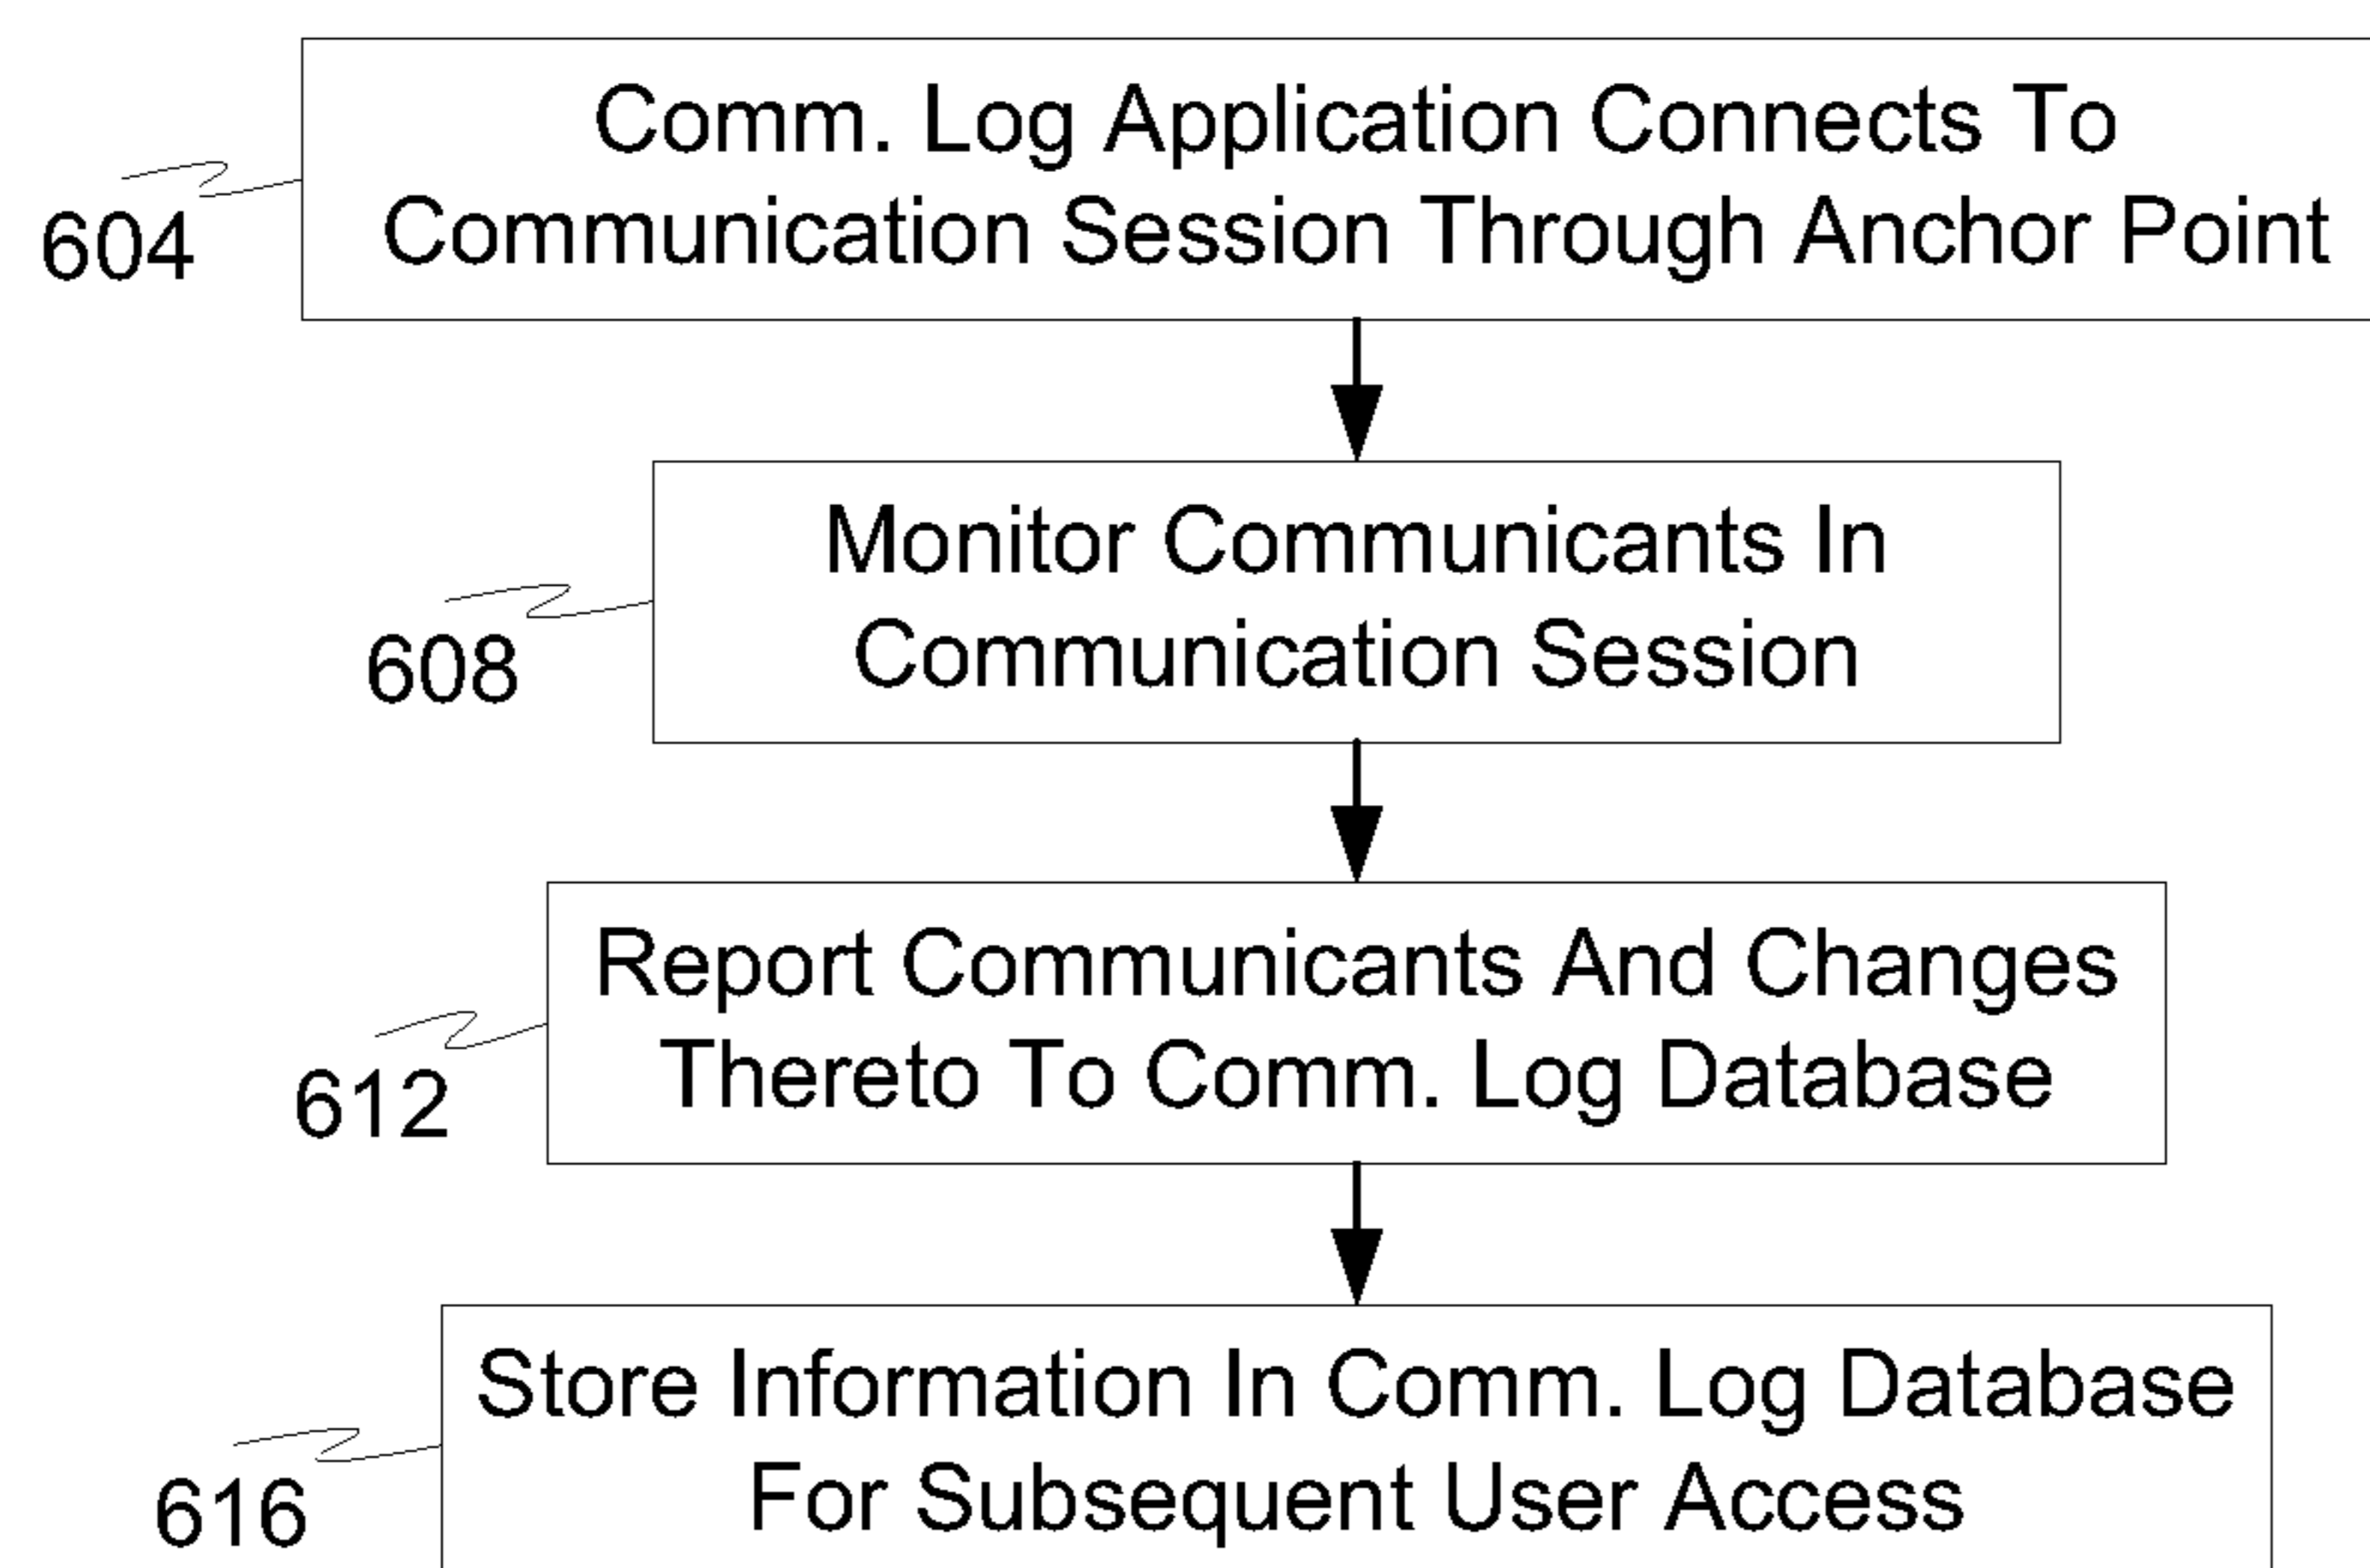 Comm. Log Application Connects To
Communication Session Through Anchor Point
604
Monitor Communicants In
Communication Session
608
Report Communicants And Changes
Thereto To Comm. Log Database
612
Store Information In Comm. Log Database
For Subsequent User Access
616